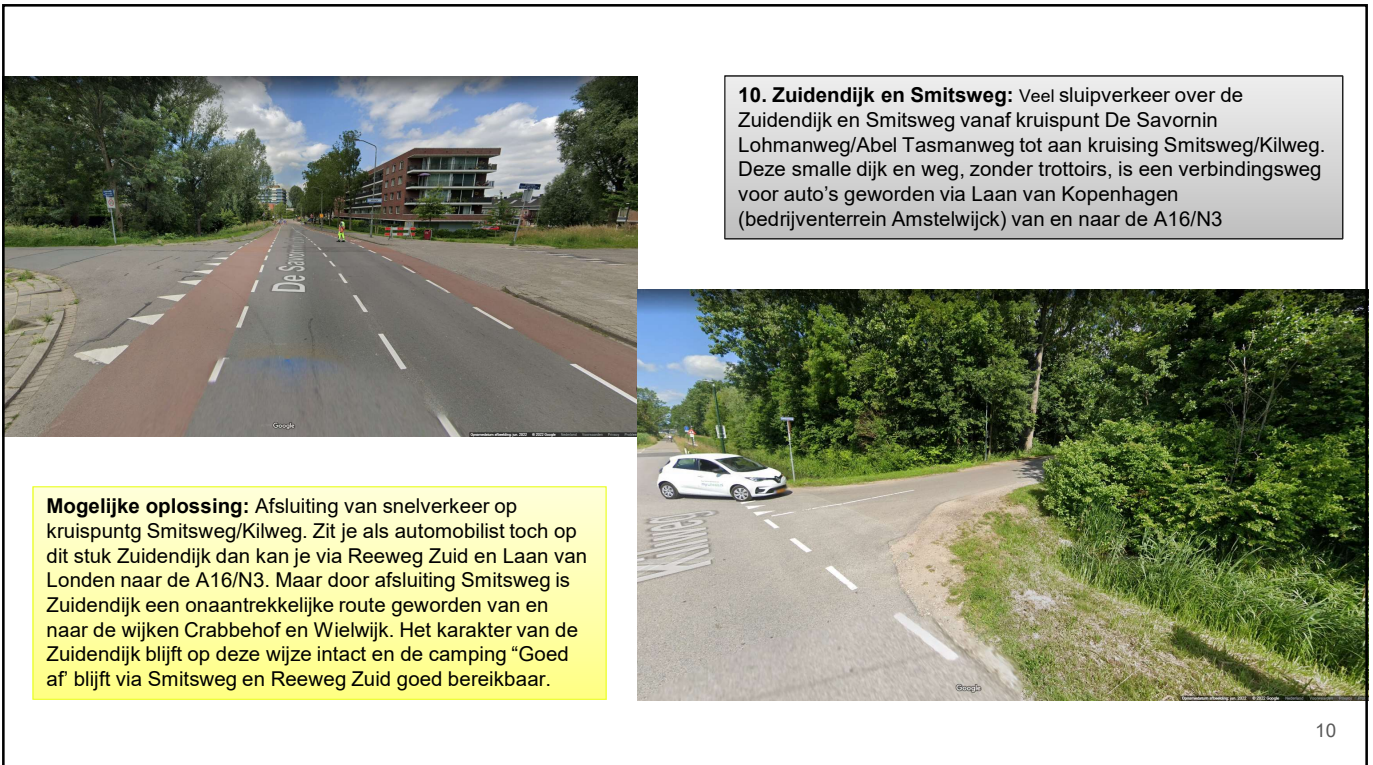 10. Zuidendijk en Smitsweg: Veel sluipverkeer over de
Zuidendijk en Smitsweg vanaf kruispunt De Savornin
Lohmanweg/Abel Tasmanweg tot aan kruising Smitsweg/Kilweg.
Deze smalle dijk en weg, zonder trottoirs, is een verbindingsweg
voor auto’s geworden via Laan van Kopenhagen
(bedrijventerrein Amstelwijck) van en naar de A16/N3
De Savornin
Google
Kilweg
Google
Mogelijke oplossing: Afsluiting van snelverkeer op
kruispuntg Smitsweg/Kilweg. Zit je als automobilist toch op
dit stuk Zuidendijk dan kan je via Reeweg Zuid en Laan van
Londen naar de A16/N3. Maar door afsluiting Smitsweg is
Zuidendijk een onaantrekkelijke route geworden van en
naar de wijken Crabbehof en Wielwijk. Het karakter van de
Zuidendijk blijft op deze wijze intact en de camping “Goed
af’ blijft via Smitsweg en Reeweg Zuid goed bereikbaar.
10